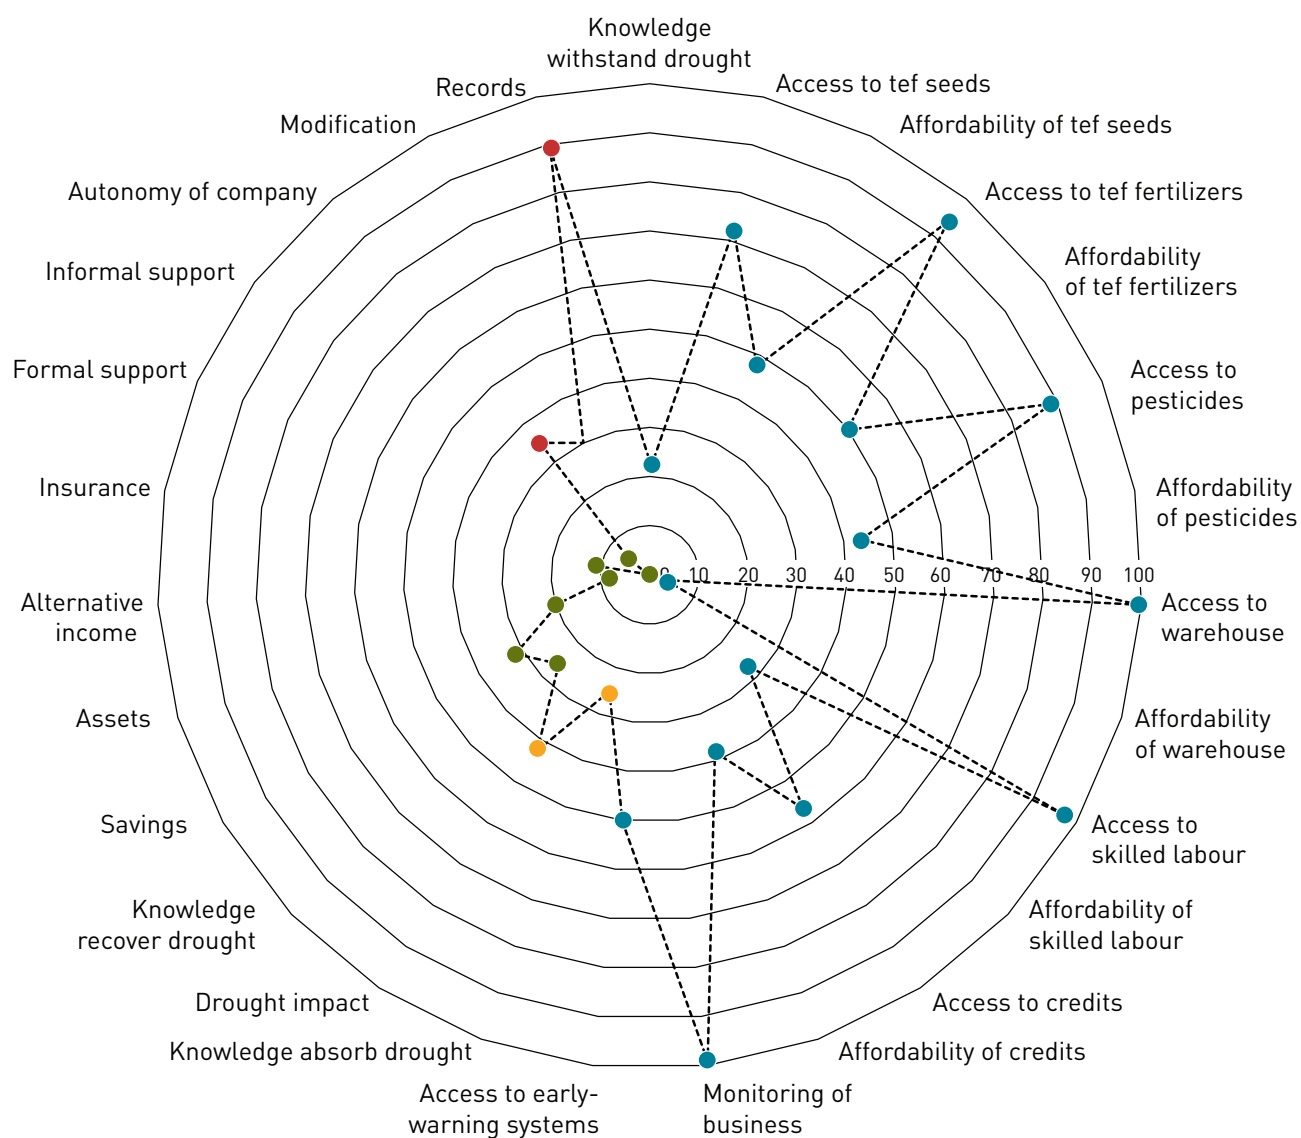 Knowledge
withstand drought
Access to tef seeds
Affordability of tef seeds
Access to tef fertilizers
Affordability
of tef fertilizers
Access to
pesticides
Affordability
of pesticides
Access to
warehouse
Affordability
of warehouse
Access to
skilled labour
Affordability of
skilled labour
Access to credits
Affordability of credits
Monitoring of
business
Access to early-
warning systems
Knowledge absorb drought
Drought impact
Knowledge
recover drought
Savings
Assets
Alternative
income
Insurance
Formal support
Informal support
Autonomy of company
Modification
Records
0 10 20 30 40 50 60 70 80 90 100